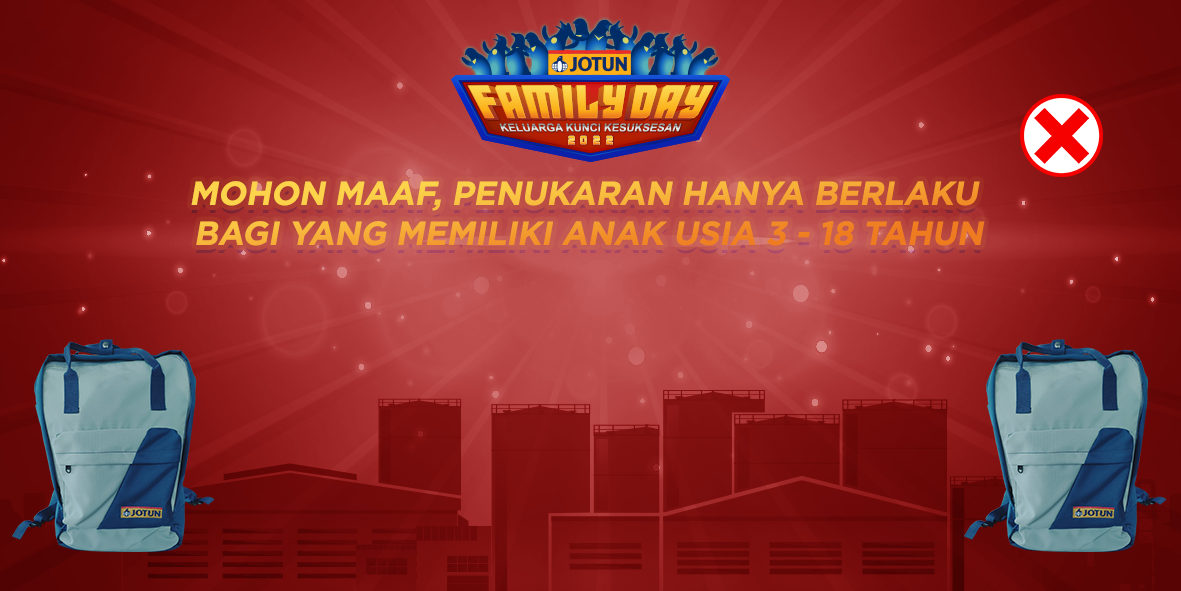 JOTUN
FAMILY DAY
KELUARGA KUNCI KESUKSESAN
2022
MOHON MAAF, PENUKARAN HANYA BERLAKU
BAGI YANG MEMILIKI ANAK USIA 3 - 18 TAHUN
JOTUN
JOTUN